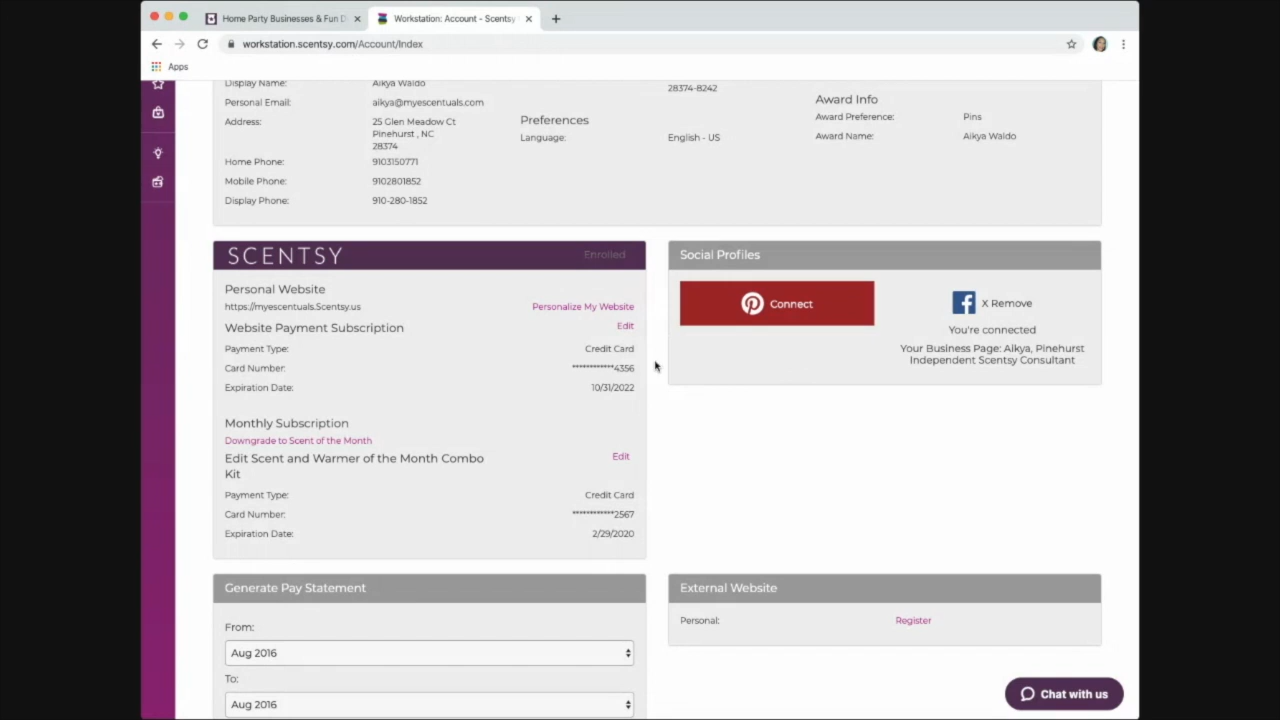 Home Party Businesses & Fun D
Workstation: Account - Scentsy
workstation.scentsy.com/Account/Index
Apps
Display Name: Aikya Waldo
Personal Email: aikya@myescentuals.com
Address: 25 Glen Meadow Ct
Pinehurst , NC
28374
Home Phone: 9103150771
Mobile Phone: 9102801852
Display Phone: 910-280-1852
28374-8242
Preferences
Language: English - US
Award Info
Award Preference: Pins
Award Name: Aikya Waldo
SCENTSY Enrolled
Personal Website
https://myescentuals.Scentsy.us Personalize My Website
Website Payment Subscription Edit
Payment Type: Credit Card
Card Number: ************4356
Expiration Date: 10/31/2022
Monthly Subscription
Downgrade to Scent of the Month
Edit Scent and Warmer of the Month Combo Edit
Kit
Payment Type: Credit Card
Card Number: ************2567
Expiration Date: 2/29/2020
Social Profiles
Connect
X Remove
You're connected
Your Business Page: Aikya, Pinehurst
Independent Scentsy Consultant
Generate Pay Statement
From:
Aug 2016
To:
Aug 2016
External Website
Personal: Register
Chat with us